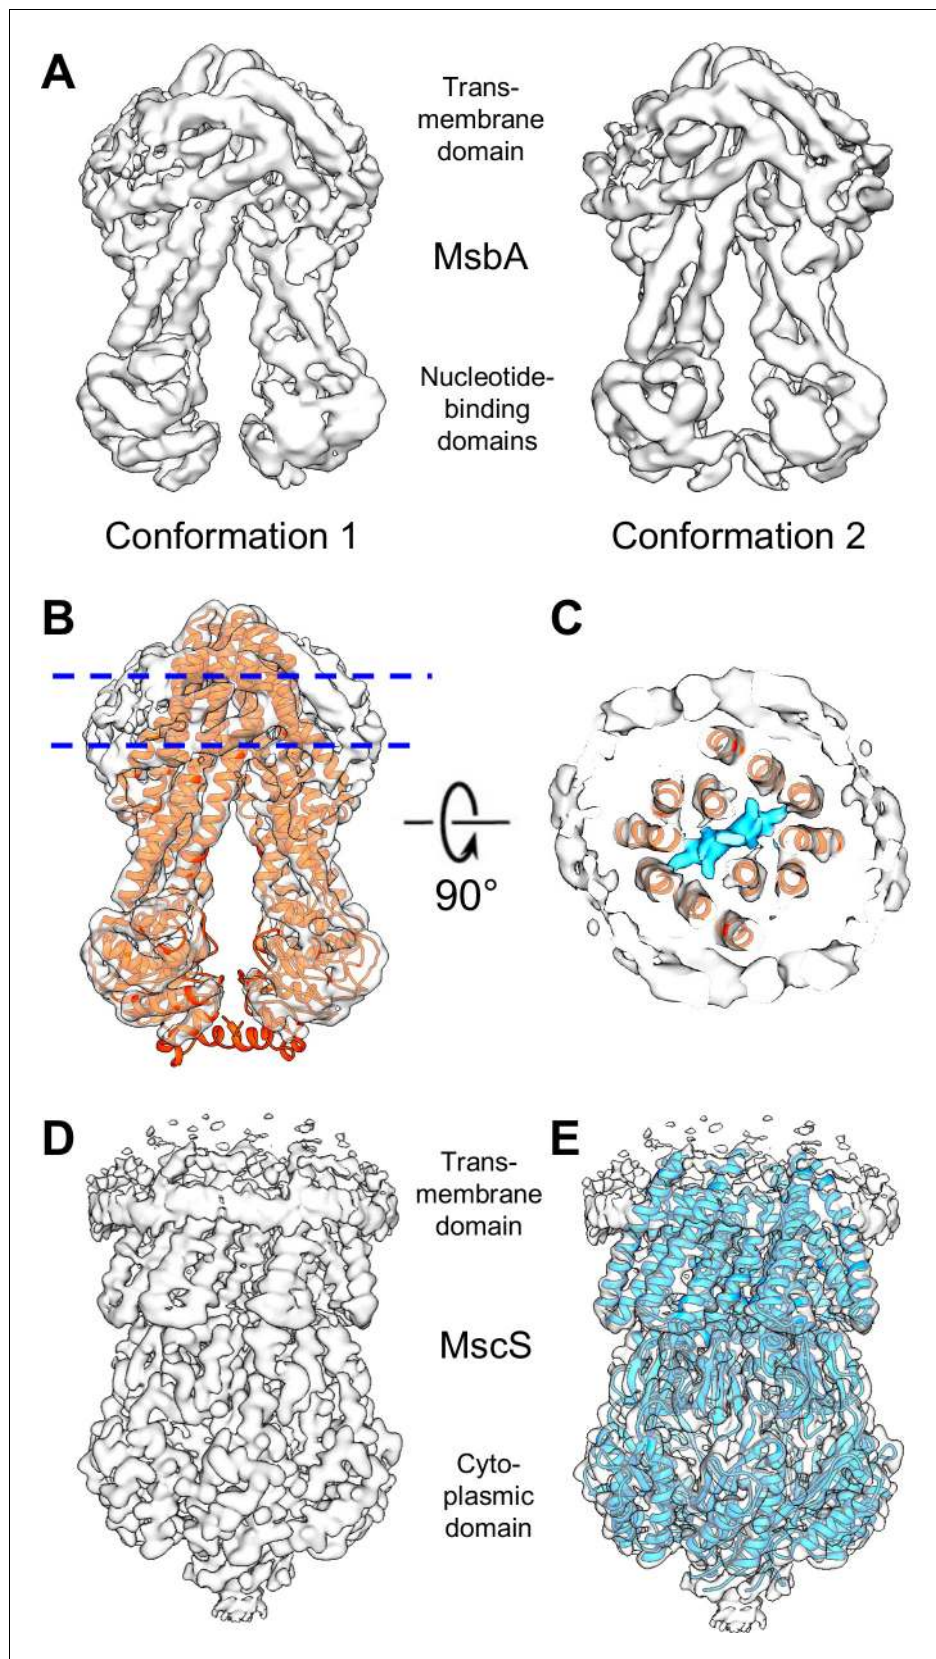 A
Trans-
membrane
domain
MsbA
Nucleotide-
binding
domains
Conformation 1
Conformation 2
B
C
90°
D
Trans-
membrane
domain
E
MscS
Cyto-
plasmic
domain